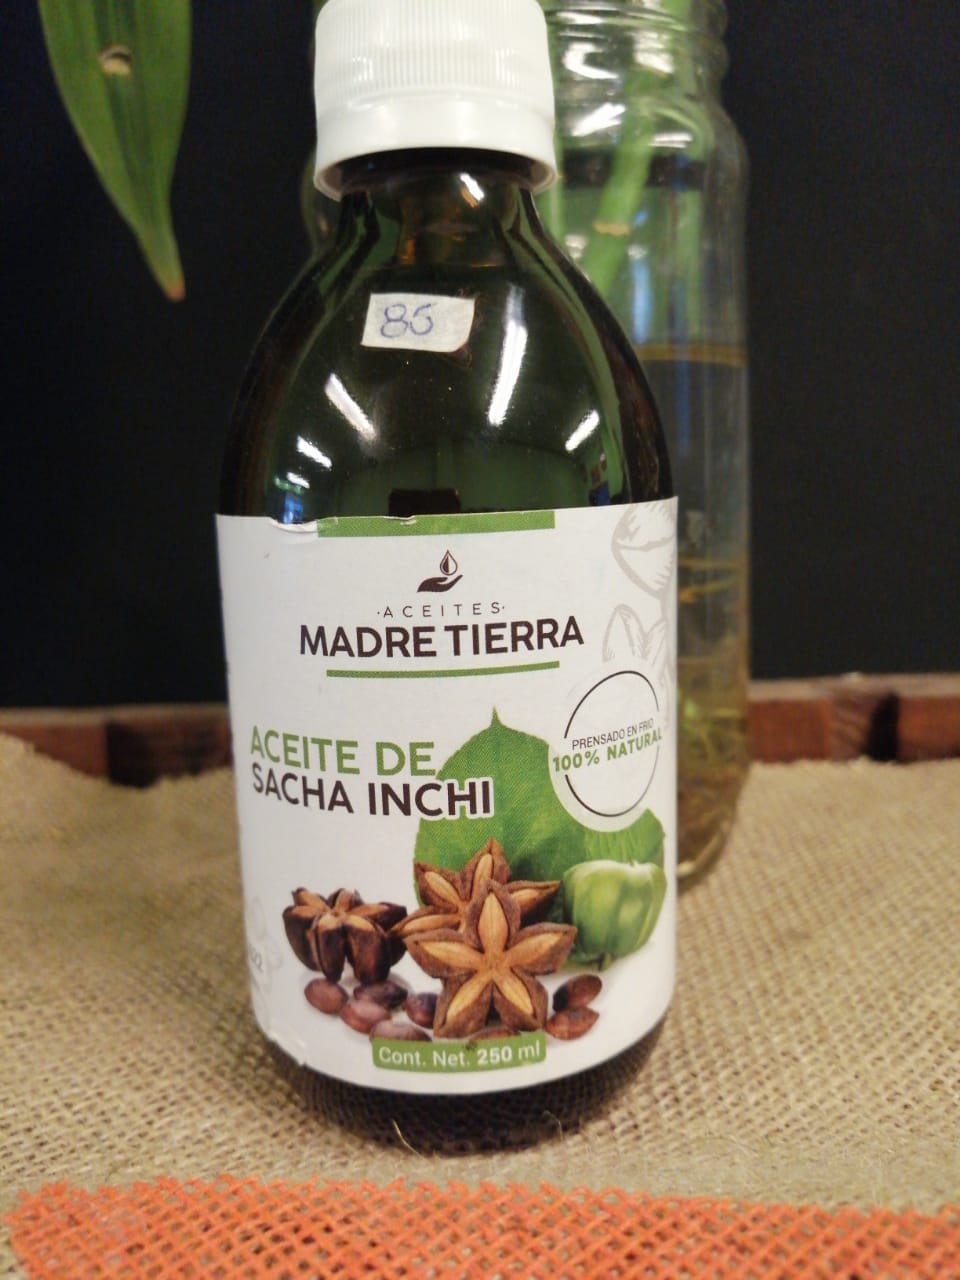 85
·ACEITES·
MADRE TIERRA
PRENSADO EN FRIO
100% NATURAL
ACEITE DE
SACHA INCHI
Cont. Net. 250 ml